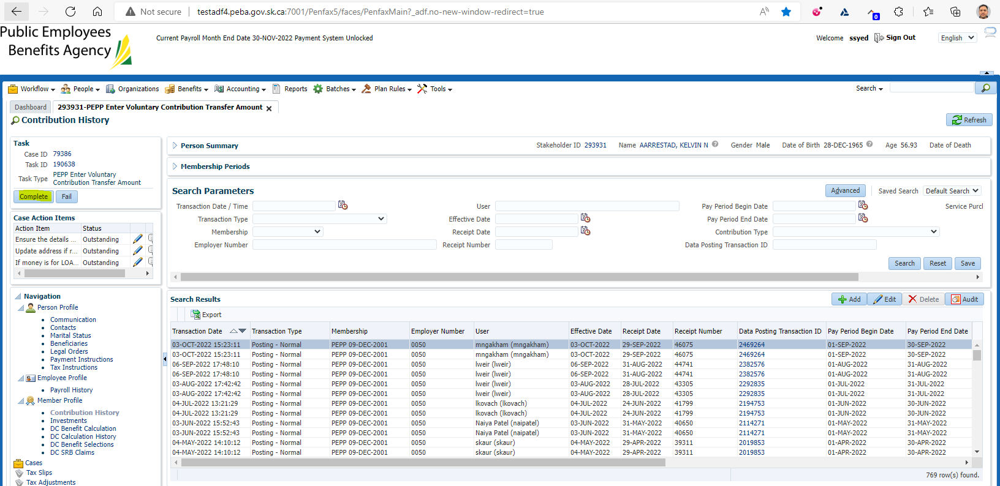 Not secure
testadf4.peba.gov.sk.ca:7001/Penfax5/faces/PenfaxMain?_adf.no-new-window-redirect=true
0
Public Employees
Benefits Agency
Current Payroll Month End Date 30-NOV-2022 Payment System Unlocked
Welcome ssyed Sign Out English
Workflow People Organizations Benefits Accounting Reports Batches Plan Rules Tools Search
Dashboard 293931-PEPP Enter Voluntary Contribution Transfer Amount
Contribution History Refresh
Task
Case ID 79386
Task ID 190638
Task Type PEPP Enter Voluntary
Contribution Transfer Amount
Complete Fail
Case Action Items
Action Item Status
Ensure the details ... Outstanding
Update address if r... Outstanding
If money is for LOA... Outstanding
Navigation
Person Profile
Communication
Contacts
Marital Status
Beneficiaries
Legal Orders
Payment Instructions
Tax Instructions
Employee Profile
Payroll History
Member Profile
Contribution History
Investments
DC Benefit Calculation
DC Calculation History
DC Benefit Selections
DC SRB Claims
Cases
Tax Slips
Tax Adjustments
Person Summary Stakeholder ID 293931 Name AARRESTAD, KELVIN N Gender Male Date of Birth 28-DEC-1965 Age 56.93 Date of Death
Membership Periods
Search Parameters Advanced Saved Search Default Search
Transaction Date / Time User Pay Period Begin Date Service Purcl
Transaction Type Effective Date Pay Period End Date
Membership Receipt Date Contribution Type
Employer Number Receipt Number Data Posting Transaction ID
Search Reset Save
Search Results Add Edit Delete Audit
Export
Transaction Date Transaction Type Membership Employer Number User Effective Date Receipt Date Receipt Number Data Posting Transaction ID Pay Period Begin Date Pay Period End Date
03-OCT-2022 15:23:11 Posting - Normal PEPP 09-DEC-2001 0050 mngakham (mngakham) 03-OCT-2022 29-SEP-2022 46075 2469264 01-SEP-2022 30-SEP-2022
03-OCT-2022 15:23:11 Posting - Normal PEPP 09-DEC-2001 0050 mngakham (mngakham) 03-OCT-2022 29-SEP-2022 46075 2469264 01-SEP-2022 30-SEP-2022
06-SEP-2022 17:48:10 Posting - Normal PEPP 09-DEC-2001 0050 lweir (lweir) 06-SEP-2022 31-AUG-2022 44741 2382576 01-AUG-2022 31-AUG-2022
06-SEP-2022 17:48:10 Posting - Normal PEPP 09-DEC-2001 0050 lweir (lweir) 06-SEP-2022 31-AUG-2022 44741 2382576 01-AUG-2022 31-AUG-2022
03-AUG-2022 17:42:42 Posting - Normal PEPP 09-DEC-2001 0050 lweir (lweir) 03-AUG-2022 28-JUL-2022 43305 2292835 01-JUL-2022 31-JUL-2022
03-AUG-2022 17:42:42 Posting - Normal PEPP 09-DEC-2001 0050 lweir (lweir) 03-AUG-2022 28-JUL-2022 43305 2292835 01-JUL-2022 31-JUL-2022
04-JUL-2022 13:21:29 Posting - Normal PEPP 09-DEC-2001 0050 lkovach (lkovach) 04-JUL-2022 24-JUN-2022 41799 2194753 01-JUN-2022 30-JUN-2022
04-JUL-2022 13:21:29 Posting - Normal PEPP 09-DEC-2001 0050 lkovach (lkovach) 04-JUL-2022 24-JUN-2022 41799 2194753 01-JUN-2022 30-JUN-2022
03-JUN-2022 15:52:43 Posting - Normal PEPP 09-DEC-2001 0050 Naiya Patel (naipatel) 03-JUN-2022 31-MAY-2022 40650 2114271 01-MAY-2022 31-MAY-2022
03-JUN-2022 15:52:43 Posting - Normal PEPP 09-DEC-2001 0050 Naiya Patel (naipatel) 03-JUN-2022 31-MAY-2022 40650 2114271 01-MAY-2022 31-MAY-2022
04-MAY-2022 14:10:12 Posting - Normal PEPP 09-DEC-2001 0050 skaur (skaur) 04-MAY-2022 29-APR-2022 39311 2019853 01-APR-2022 30-APR-2022
04-MAY-2022 14:10:12 Posting - Normal PEPP 09-DEC-2001 0050 skaur (skaur) 04-MAY-2022 29-APR-2022 39311 2019853 01-APR-2022 30-APR-2022
769 row(s) found.